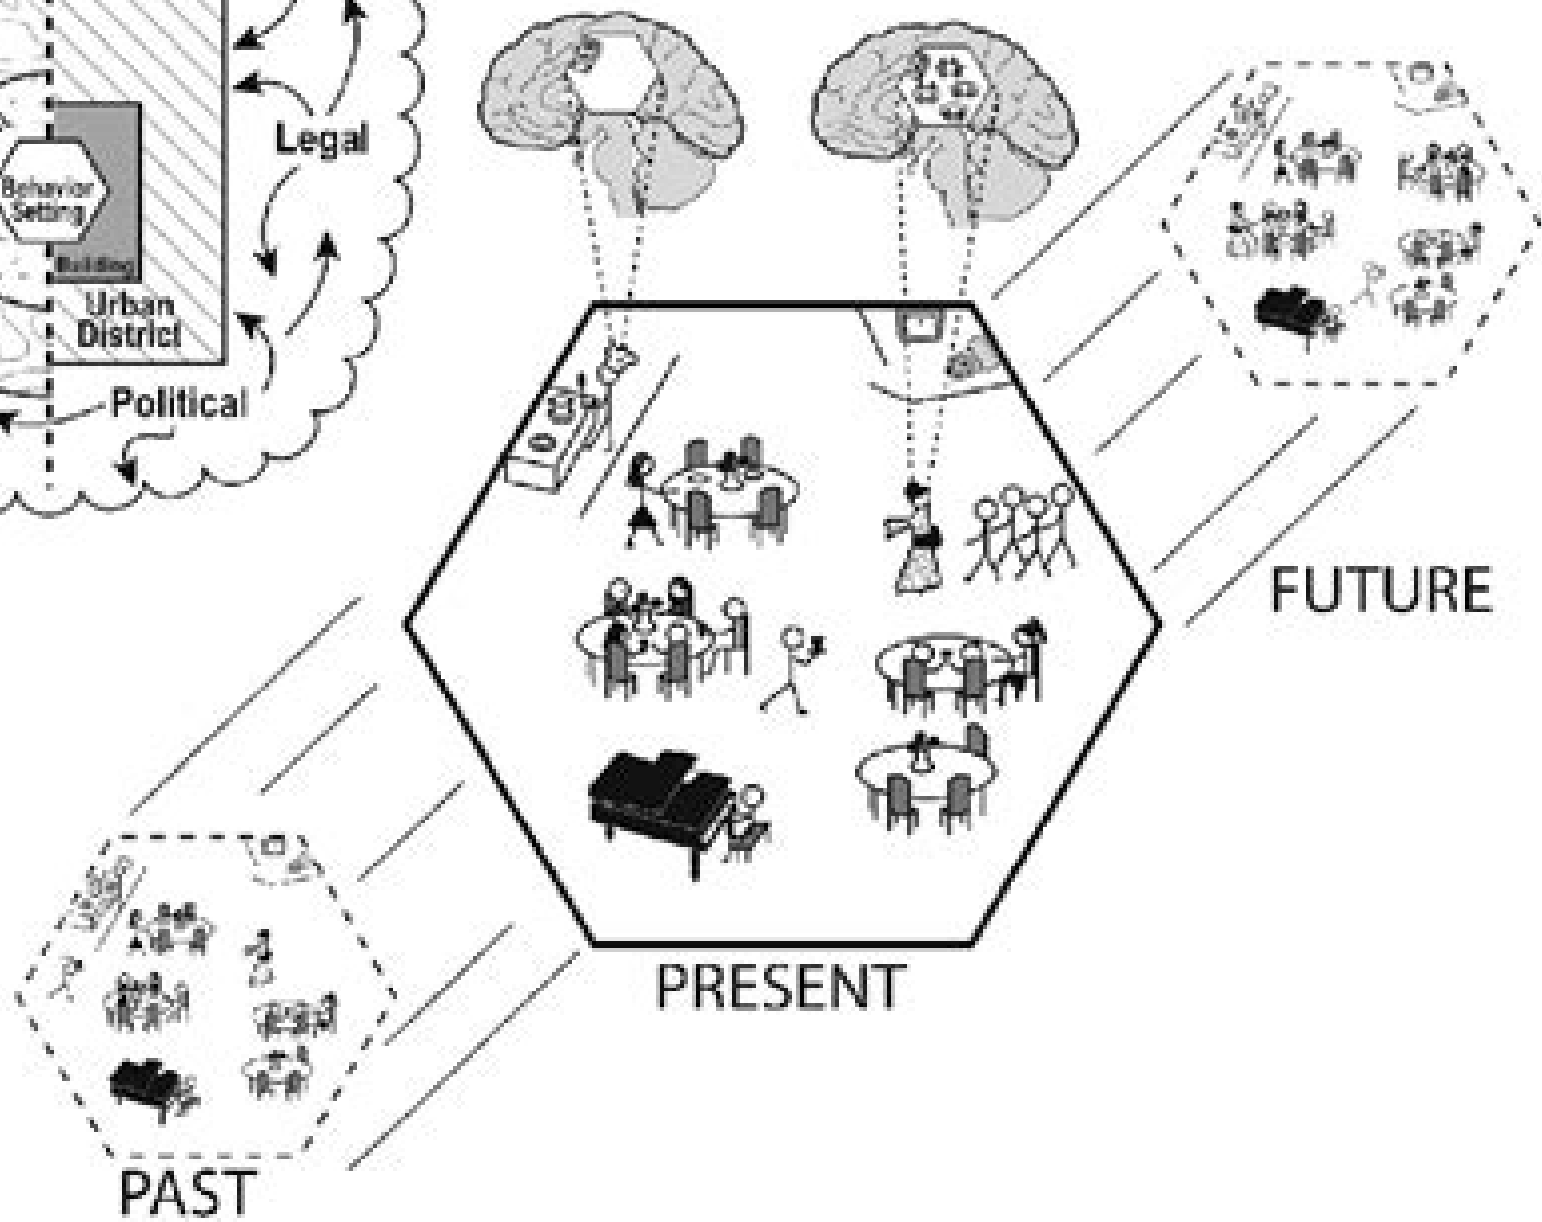 Legal
Behavior
Setting
Building
Urban
District
Political
FUTURE
PRESENT
PAST